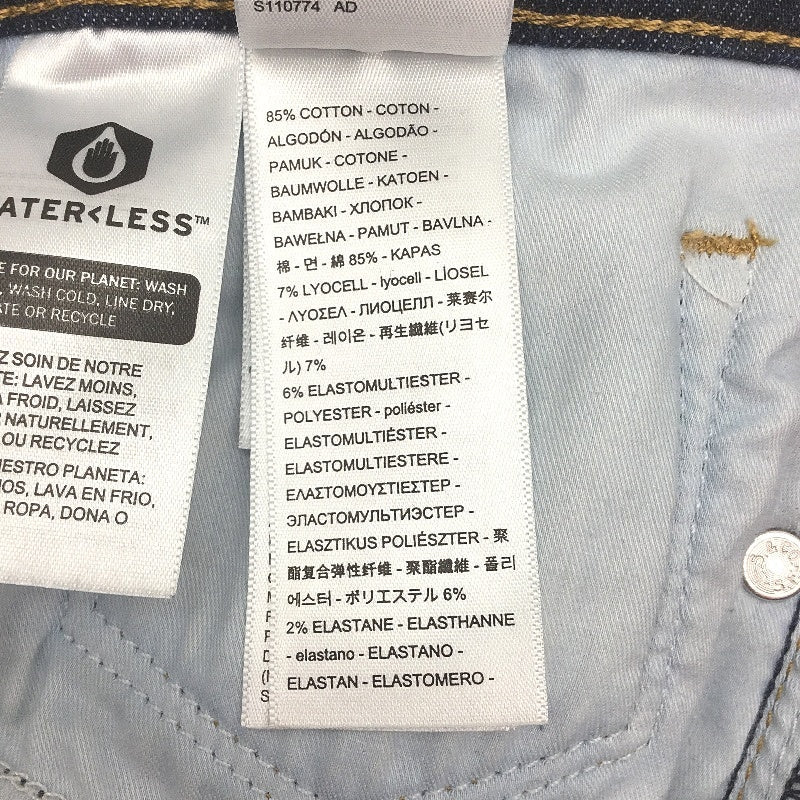 S110774 AD
ATER<LESS™
E FOR OUR PLANET: WASH
, WASH COLD, LINE DRY,
ATE OR RECYCLE
Z SOIN DE NOTRE
TE: LAVEZ MOINS,
À FROID, LAISSEZ
R NATURELLEMENT,
OU RECYCLEZ
ESTRO PLANETA:
OS, LAVA EN FRIO,
ROPA, DONA O
85% COTTON - COTON -
ALGODÓN - ALGODÃO -
PAMUK - COTONE -
BAUMWOLLE - KATOEN -
BAMBAKI - ХЛОПОК -
BAWEŁNA - PAMUT - BAVLNA -
棉 - 면 - 綿 85% - KAPAS
7% LYOCELL - lyocell - LİOSEL
- ΛΥΟΣΕΛ - ЛИОЦЕЛЛ - 莱赛尔
纤维 - 레이온 - 再生繊維(リヨセ
ル) 7%
6% ELASTOMULTIESTER -
POLYESTER - poliéster -
ELASTOMULTIÉSTER -
ELASTOMULTIESTERE -
ΕΛΑΣΤΟΜΟΥΣΤΙΕΣΤΕΡ -
ЭЛАСТОМУЛЬТИЭСТЕР -
ELASZTIKUS POLIÉSZTER - 聚
酯复合弹性纤维 - 聚酯纖維 - 폴리
에스터 - ポリエステル 6%
2% ELASTANE - ELASTHANNE
- elastano - ELASTANO -
ELASTAN - ELASTOMERO -